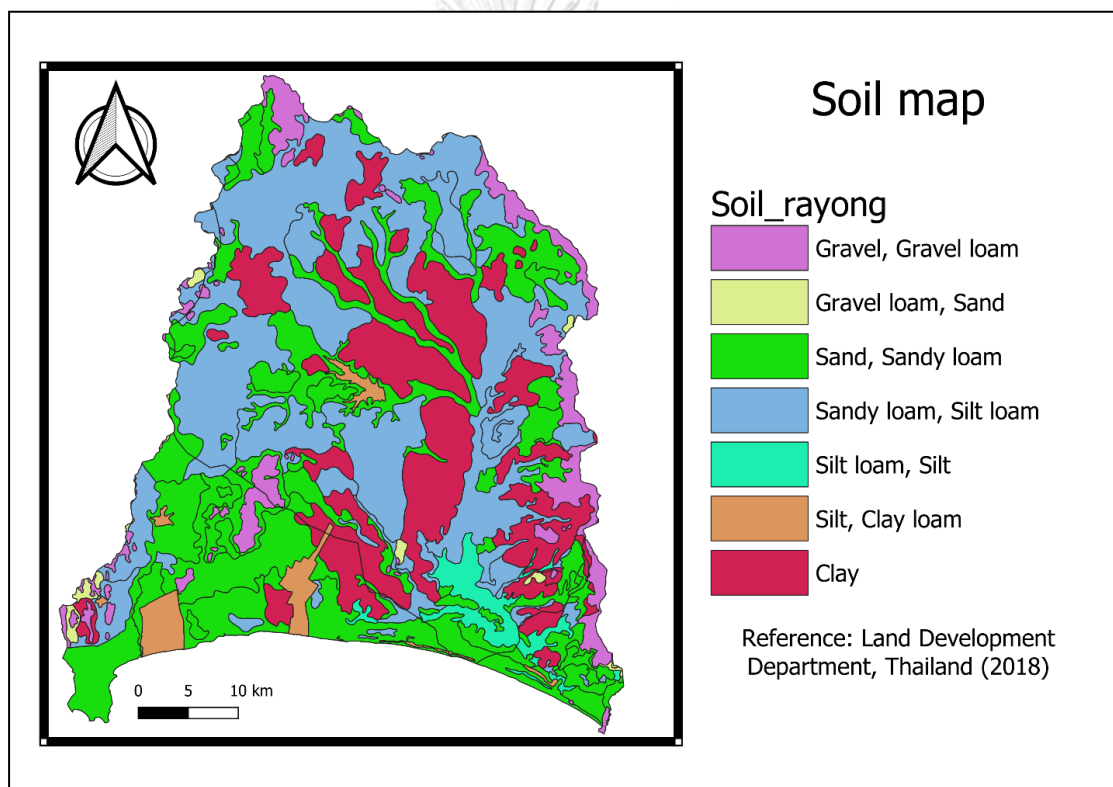 Soil map
Soil_rayong
Gravel, Gravel loam
Gravel loam, Sand
Sand, Sandy loam
Sandy loam, Silt loam
Silt loam, Silt
Silt, Clay loam
Clay
Reference: Land Development
Department, Thailand (2018)
0 5 10 km